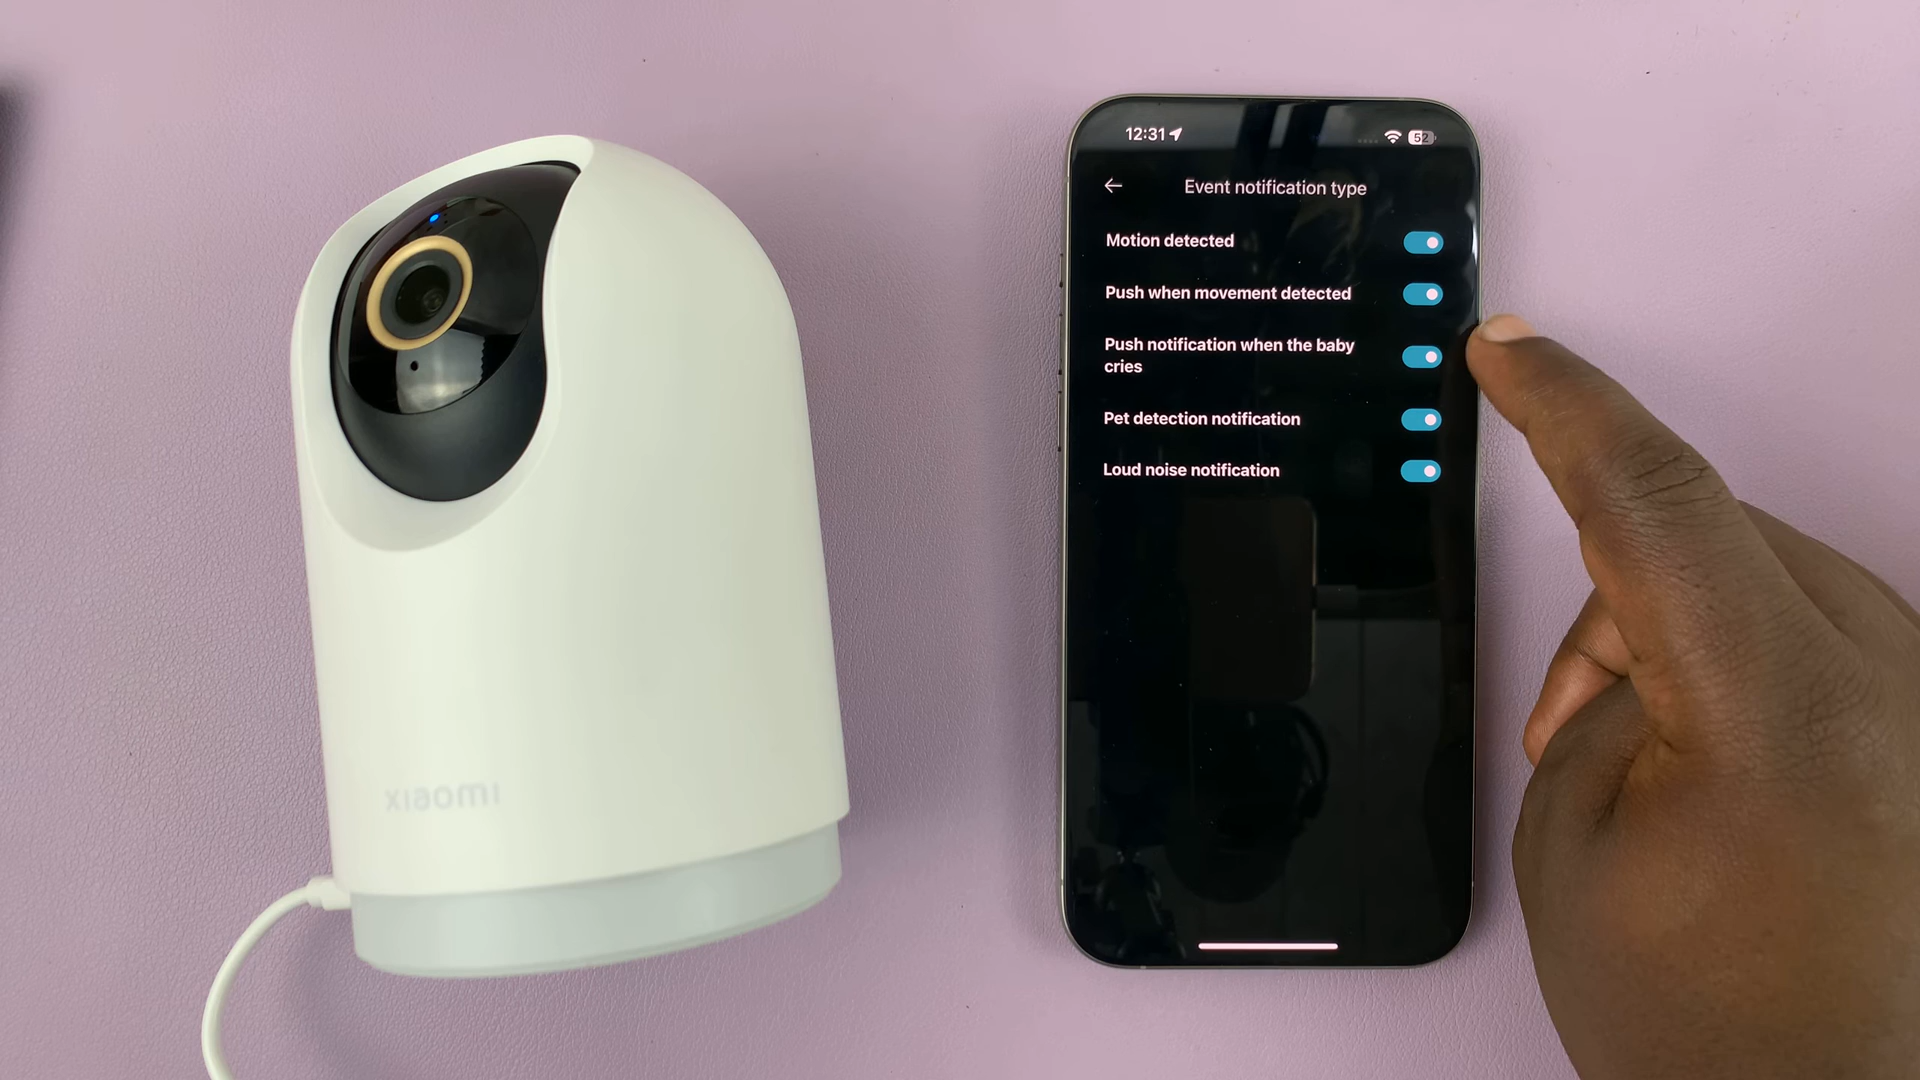 12:31
52
Event notification type
Motion detected
Push when movement detected
Push notification when the baby
cries
Pet detection notification
Loud noise notification
xiaomi